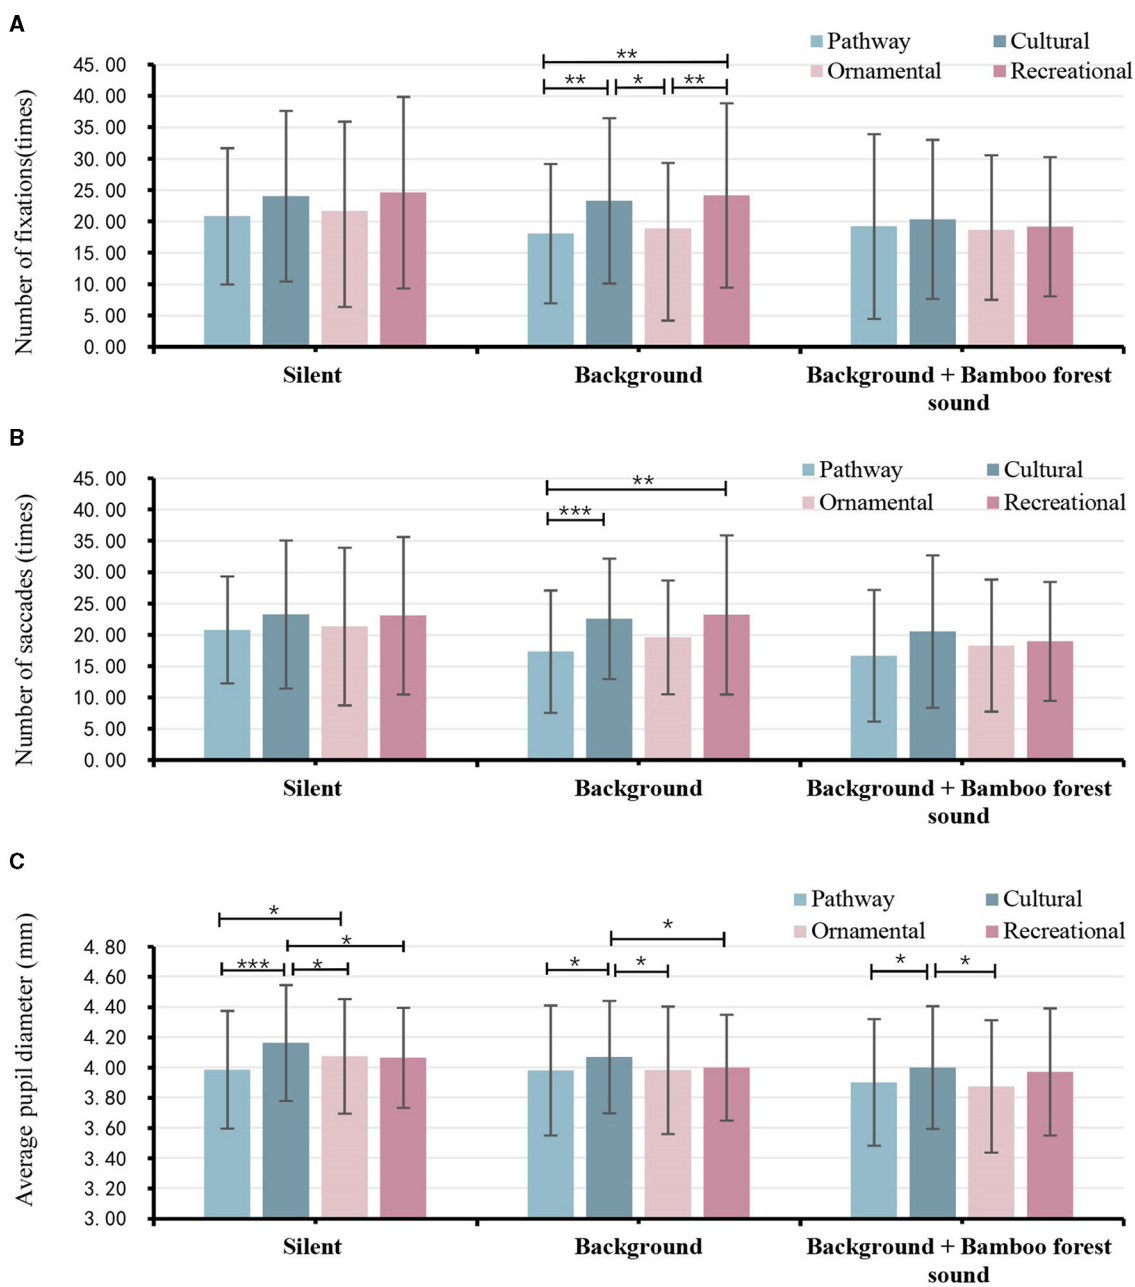 A
Pathway Cultural
Ornamental Recreational
Number of fixations(times)
45.00
40.00
35.00
30.00
25.00
20.00
15.00
10.00
5.00
0.00
**
** * **
Silent Background Background + Bamboo forest
sound
B
Pathway Cultural
Ornamental Recreational
Number of saccades (times)
45.00
40.00
35.00
30.00
25.00
20.00
15.00
10.00
5.00
0.00
**
***
Silent Background Background + Bamboo forest
sound
C
Pathway Cultural
Ornamental Recreational
Average pupil diameter (mm)
4.80
4.60
4.40
4.20
4.00
3.80
3.60
3.40
3.20
3.00
*
* *
*** * * * * *
Silent Background Background + Bamboo forest
sound